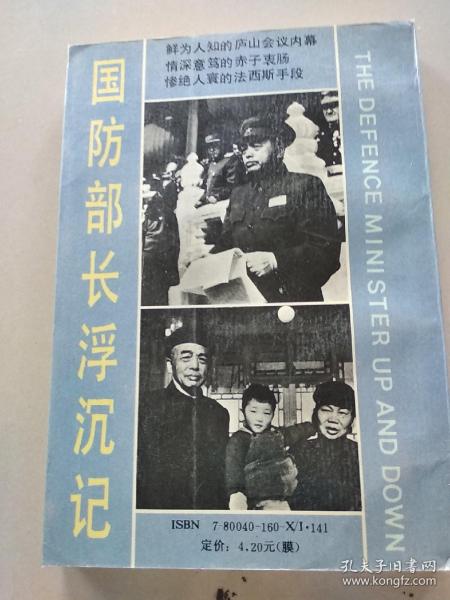 鲜为人知的庐山会议内幕
情深意笃的赤子衷肠
惨绝人寰的法西斯手段
国防部长浮沉记
THE DEFENCE MINISTER UP AND DOWN
ISBN 7-80040-160-X/I·141
定价：4.20元(膜)
孔夫子旧书网
www.kongfz.com